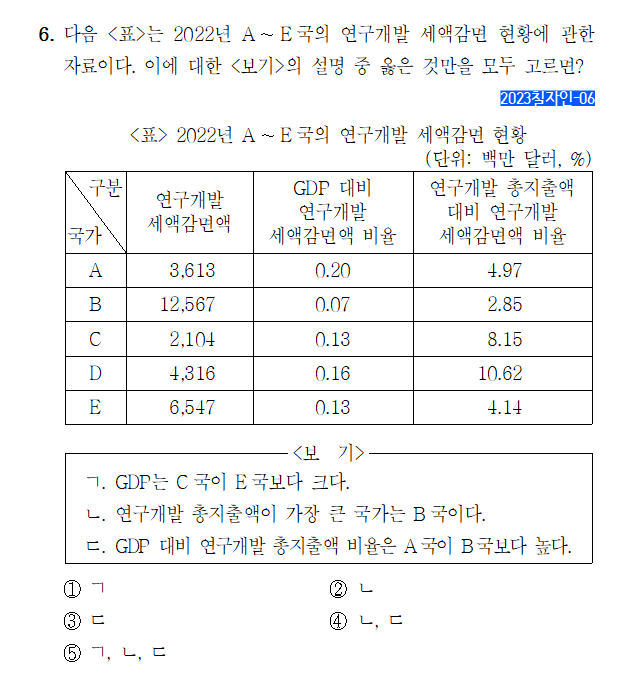 6. 다음 <표>는 2022년 A~E국의 연구개발 세액감면 현황에 관한
자료이다. 이에 대한 <보기>의 설명 중 옳은 것만을 모두 고르면?
2023칠자인-06
<표> 2022년 A~E국의 연구개발 세액감면 현황
(단위: 백만 달러, %)
구분
국가
연구개발
세액감면액
GDP 대비
연구개발
세액감면액 비율
연구개발 총지출액
대비 연구개발
세액감면액 비율
A 3,613 0.20 4.97
B 12,567 0.07 2.85
C 2,104 0.13 8.15
D 4,316 0.16 10.62
E 6,547 0.13 4.14
<보 기>
ㄱ. GDP는 C국이 E국보다 크다.
ㄴ. 연구개발 총지출액이 가장 큰 국가는 B국이다.
ㄷ. GDP 대비 연구개발 총지출액 비율은 A국이 B국보다 높다.
① ㄱ ② ㄴ
③ ㄷ ④ ㄴ, ㄷ
⑤ ㄱ, ㄴ, ㄷ